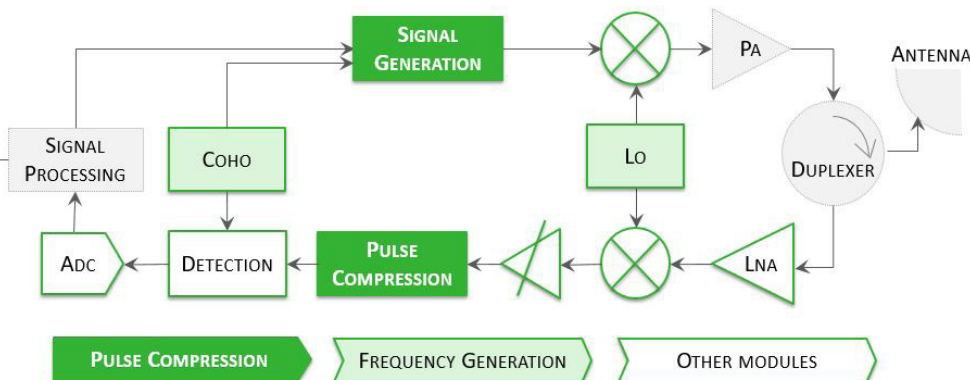 SIGNAL
GENERATION
PA
ANTENNA
SIGNAL
PROCESSING
COHO
LO
DUPLEXER
ADC
DETECTION
PULSE
COMPRESSION
LNA
PULSE COMPRESSION
FREQUENCY GENERATION
OTHER MODULES